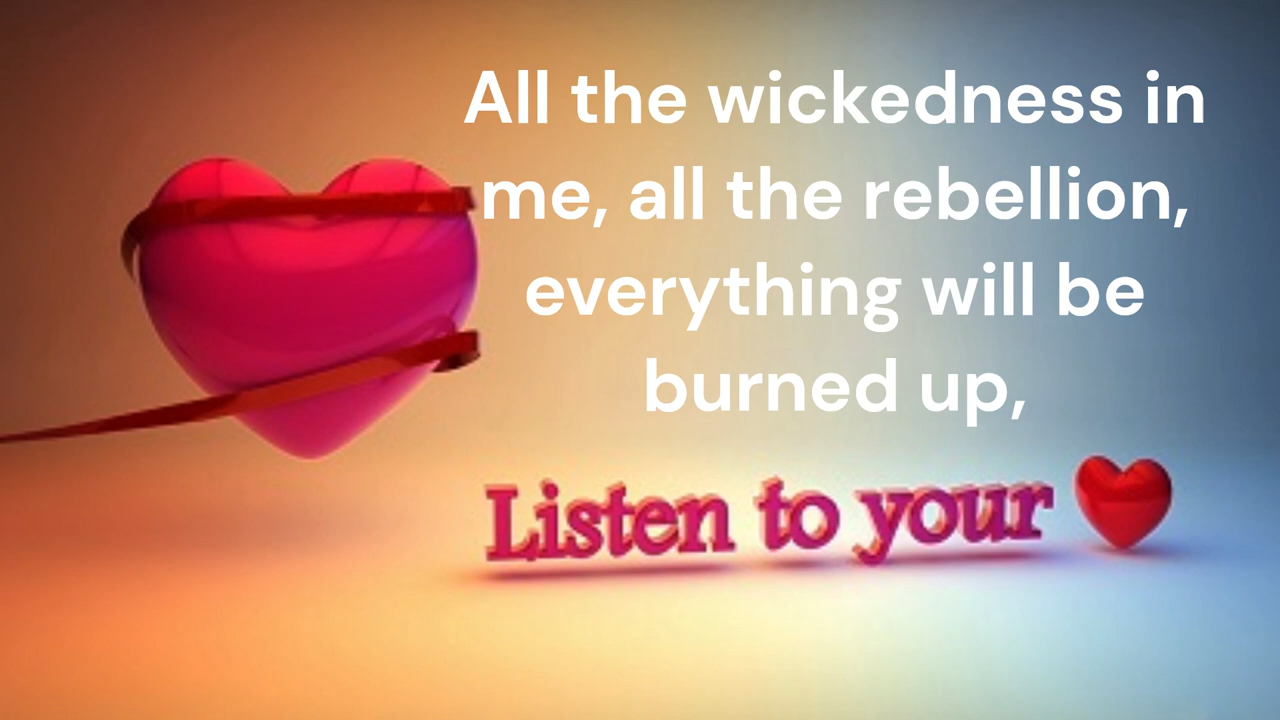 All the wickedness in
me, all the rebellion,
everything will be
burned up,
Listen to your